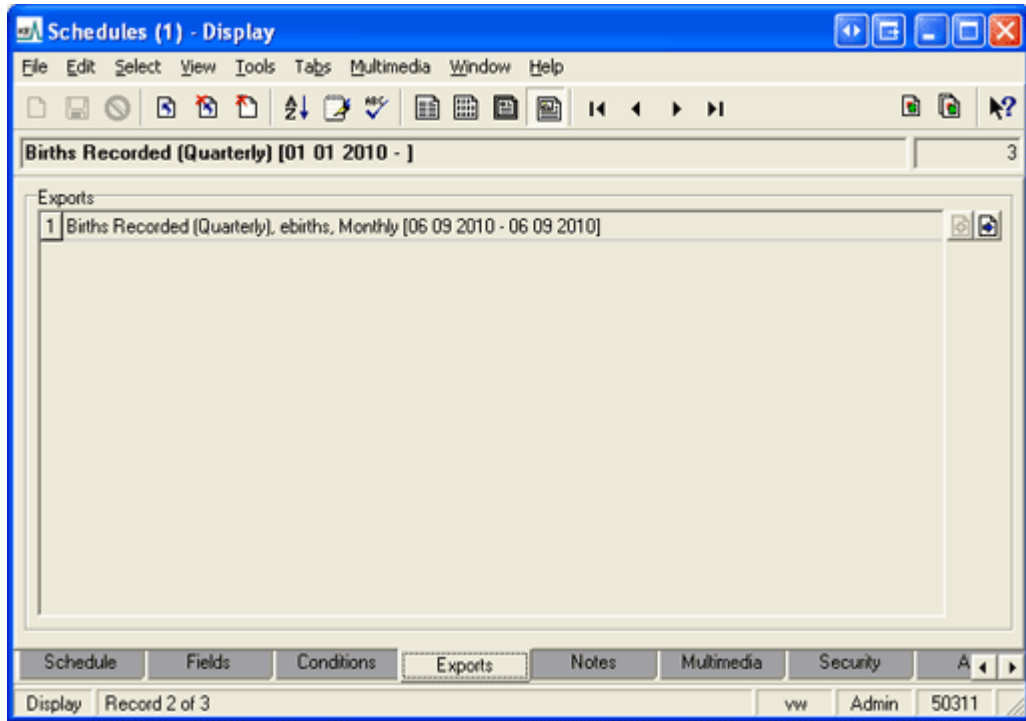 Schedules (1) - Display
File Edit Select View Tools Tabs Multimedia Window Help
Births Recorded (Quarterly) [01 01 2010 - ] 3
Exports
1 Births Recorded (Quarterly), ebirths, Monthly [06 09 2010 - 06 09 2010]
Schedule Fields Conditions Exports Notes Multimedia Security A
Display Record 2 of 3 vw Admin 50311